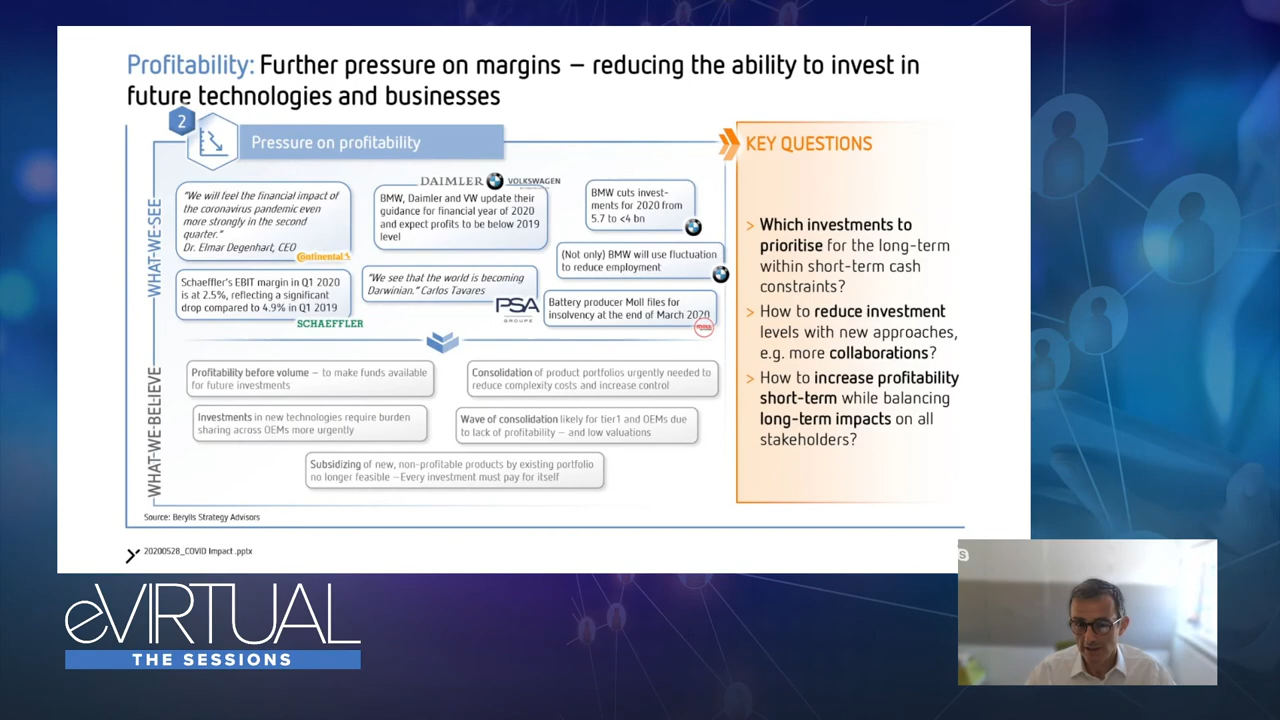 Profitability: Further pressure on margins – reducing the ability to invest in
future technologies and businesses
2
Pressure on profitability
WHAT-WE-SEE
"We will feel the financial impact of
the coronavirus pandemic even
more strongly in the second
quarter."
Dr. Elmar Degenhart, CEO
Continental
DAIMLER
VOLKSWAGEN
BMW, Daimler and VW update their
guidance for financial year of 2020
and expect profits to be below 2019
level
BMW cuts invest-
ments for 2020 from
5.7 to <4 bn
(Not only) BMW will use fluctuation
to reduce employment
Schaeffler's EBIT margin in Q1 2020
is at 2.5%, reflecting a significant
drop compared to 4.9% in Q1 2019
SCHAEFFLER
"We see that the world is becoming
Darwinian." Carlos Tavares
PSA
GROUPE
Battery producer Moll files for
insolvency at the end of March 2020
WHAT-WE-BELIEVE
Profitability before volume – to make funds available
for future investments
Consolidation of product portfolios urgently needed to
reduce complexity costs and increase control
Investments in new technologies require burden
sharing across OEMs more urgently
Wave of consolidation likely for tier1 and OEMs due
to lack of profitability – and low valuations
Subsidizing of new, non-profitable products by existing portfolio
no longer feasible –Every investment must pay for itself
KEY QUESTIONS
> Which investments to
prioritise for the long-term
within short-term cash
constraints?
> How to reduce investment
levels with new approaches,
e.g. more collaborations?
> How to increase profitability
short-term while balancing
long-term impacts on all
stakeholders?
Source: Berylls Strategy Advisors
20200528_COVID Impact .pptx
S
eVIRTUAL
THE SESSIONS